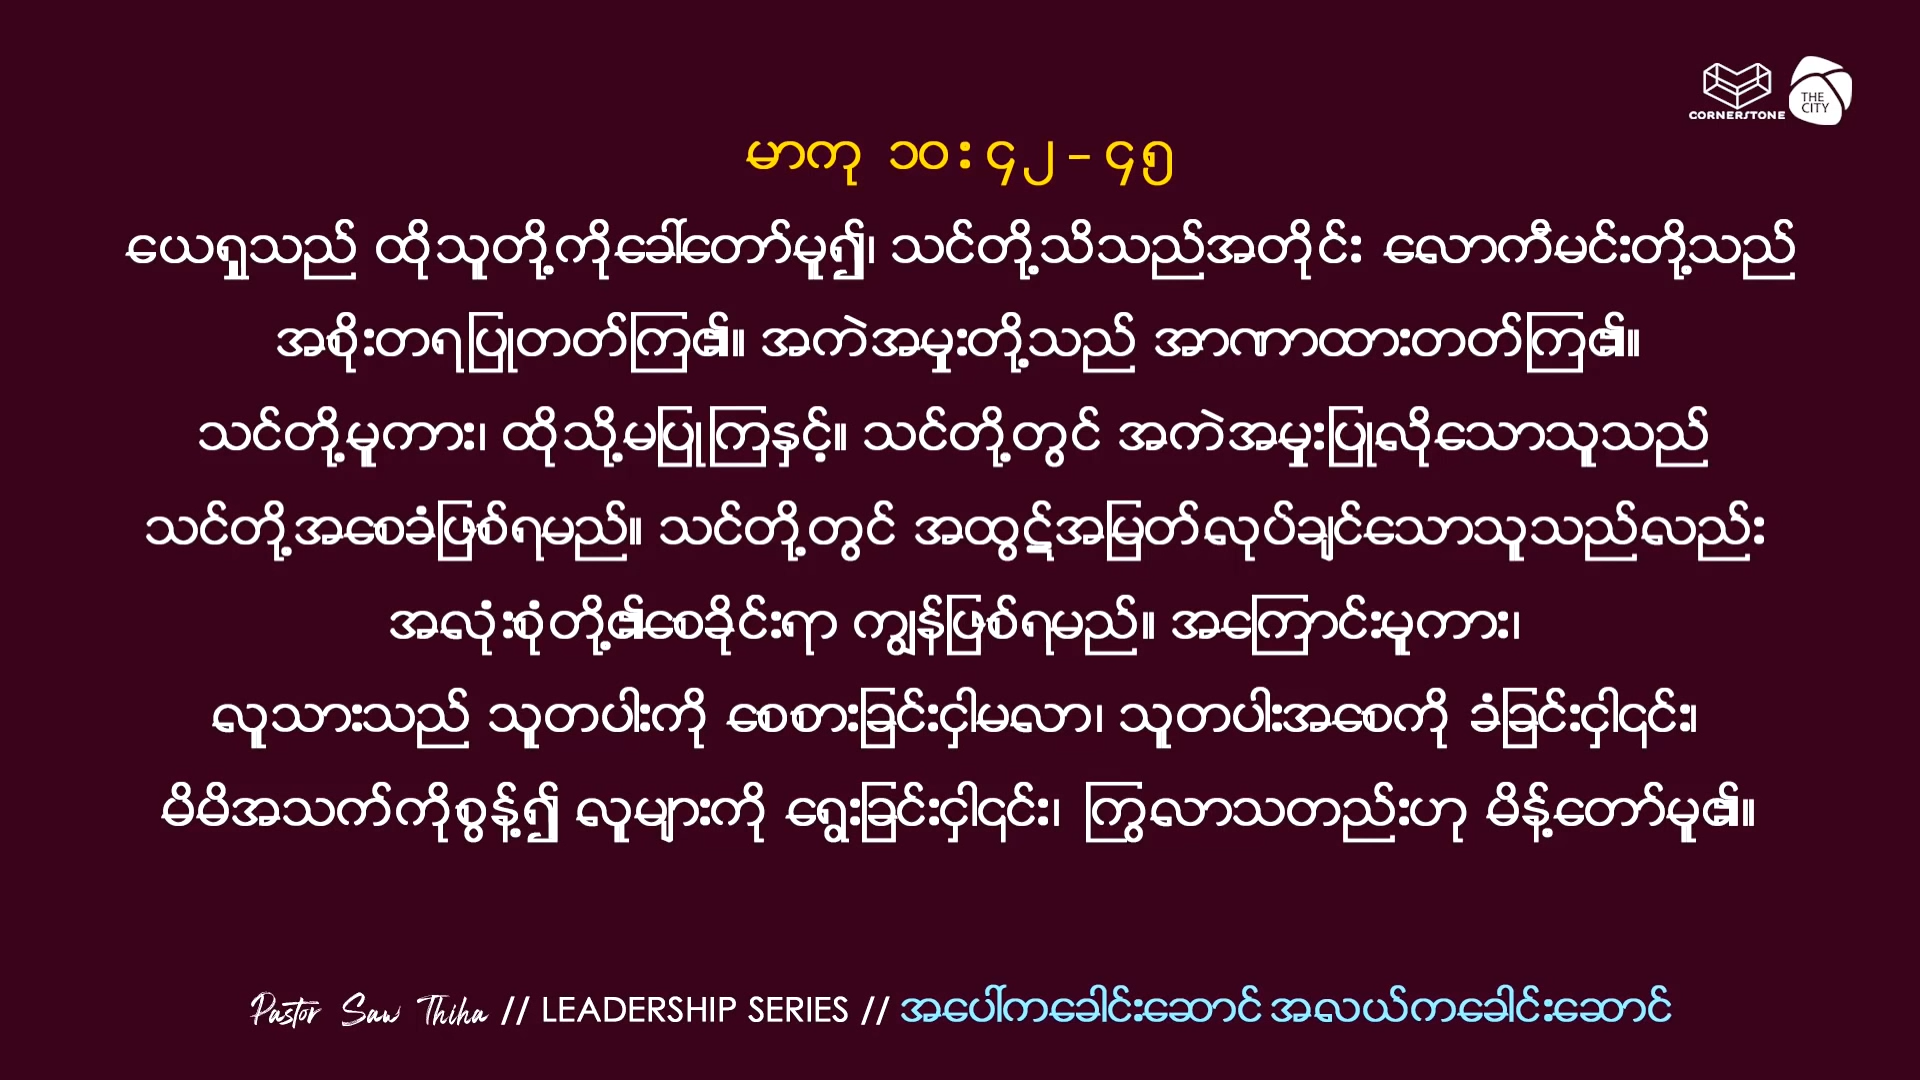 CORNERSTONE
THE
CITY
မာကု ၁၀:၄၂-၄၅
ယေရှုသည် ထိုသူတို့ကိုခေါ်တော်မူ၍၊ သင်တို့သိသည်အတိုင်း လောကီမင်းတို့သည်
အစိုးတရပြုတတ်ကြ၏။ အကဲအမှူးတို့သည် အာဏာထားတတ်ကြ၏။
သင်တို့မူကား၊ ထိုသို့မပြုကြနှင့်။ သင်တို့တွင် အကဲအမှူးပြုလိုသောသူသည်
သင်တို့အစေခံဖြစ်ရမည်။ သင်တို့တွင် အထွဋ်အမြတ်လုပ်ချင်သောသူသည်လည်း
အလုံးစုံတို့၏စေခိုင်းရာ ကျွန်ဖြစ်ရမည်။ အကြောင်းမူကား၊
လူသားသည် သူတပါးကို စေစားခြင်းငှါမလာ၊ သူတပါးအစေကို ခံခြင်းငှါ၎င်း၊
မိမိအသက်ကိုစွန့်၍ လူများကို ရွေးခြင်းငှါ၎င်း၊ ကြွလာသတည်းဟု မိန့်တော်မူ၏။
Pastor Saw Thiha // LEADERSHIP SERIES // အပေါ်ကခေါင်းဆောင် အလယ်ကခေါင်းဆောင်